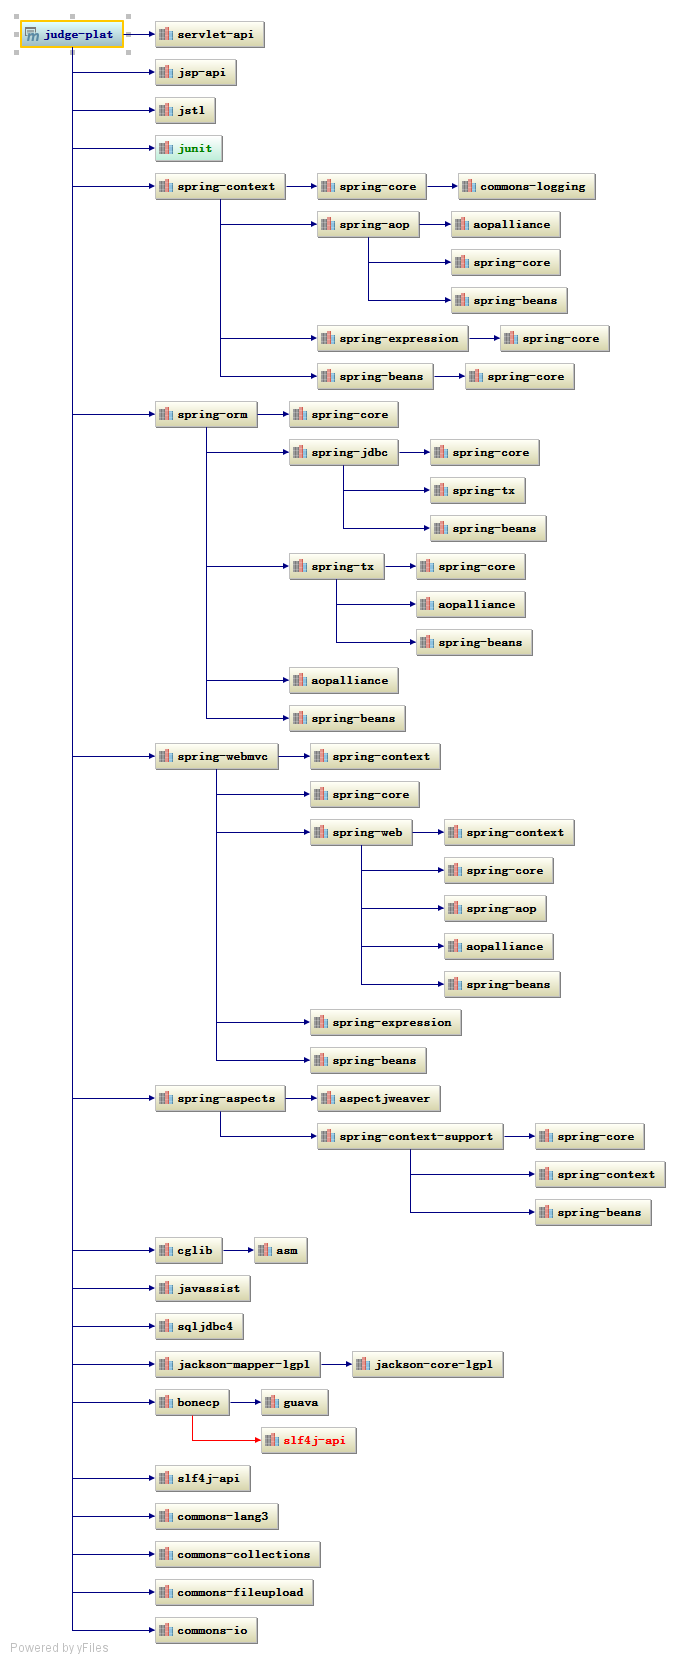 judge-plat servlet-api
jsp-api
jstl
junit
spring-context spring-core commons-logging
spring-aop aopalliance
spring-core
spring-beans
spring-expression spring-core
spring-beans spring-core
spring-orm spring-core
spring-jdbc spring-core
spring-tx
spring-beans
spring-tx spring-core
aopalliance
spring-beans
aopalliance
spring-beans
spring-webmvc spring-context
spring-core
spring-web spring-context
spring-core
spring-aop
aopalliance
spring-beans
spring-expression
spring-beans
spring-aspects aspectjweaver
spring-context-support spring-core
spring-context
spring-beans
cglib asm
javassist
sqljdbc4
jackson-mapper-lgpl jackson-core-lgpl
bonecp guava
slf4j-api
slf4j-api
commons-lang3
commons-collections
commons-fileupload
commons-io
Powered by yFiles